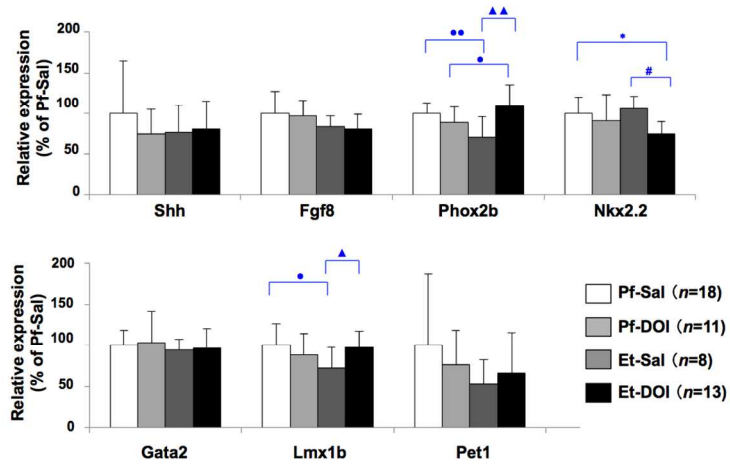 Relative expression
(% of Pf-Sal)
200
150
100
50
0
●●
▲▲
●
*
#
Shh
Fgf8
Phox2b
Nkx2.2
Relative expression
(% of Pf-Sal)
200
150
100
50
0
●
▲
Gata2
Lmx1b
Pet1
Pf-Sal (n=18)
Pf-DOI (n=11)
Et-Sal (n=8)
Et-DOI (n=13)